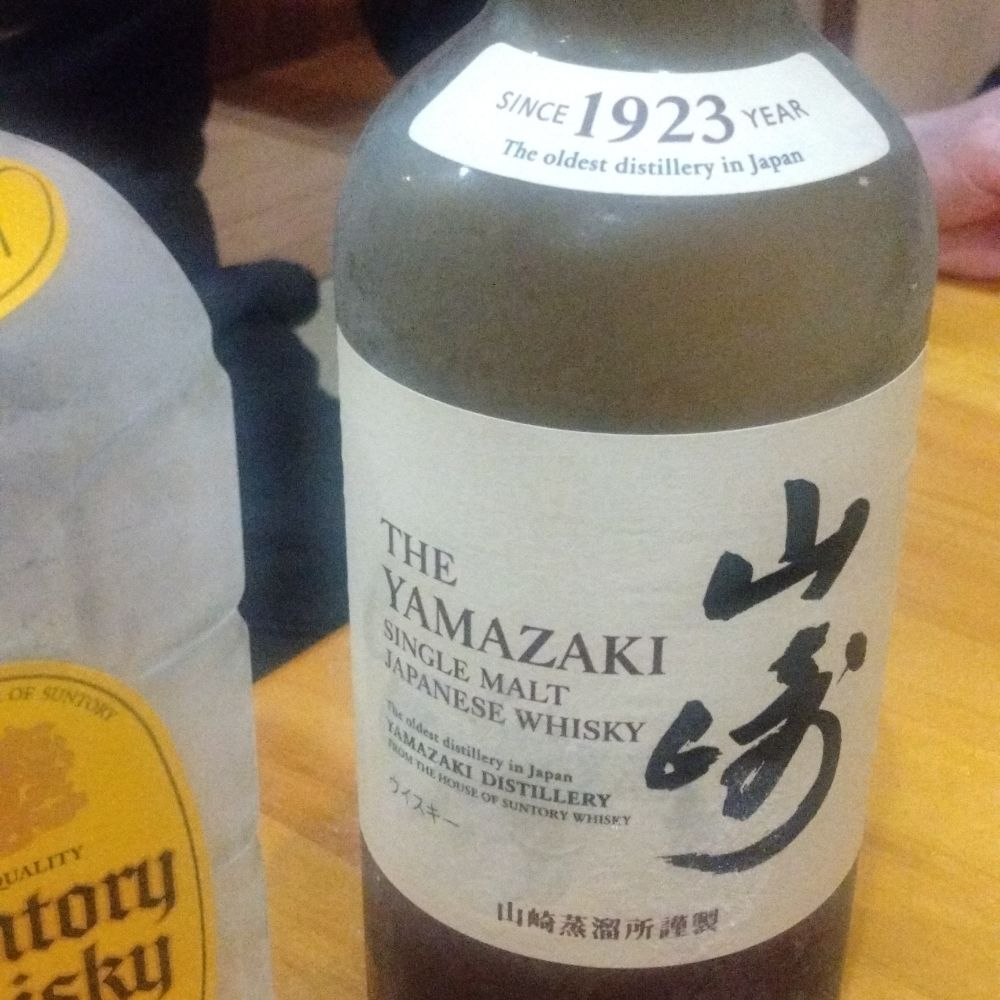 SINCE 1923 YEAR
The oldest distillery in Japan
THE
YAMAZAKI
SINGLE MALT
JAPANESE WHISKY
The oldest distillery in Japan
YAMAZAKI DISTILLERY
FROM THE HOUSE OF SUNTORY WHISKY
ウイスキー
山崎
山崎蒸溜所謹製
OF SUNTORY
QUALITY
ntory
hisky